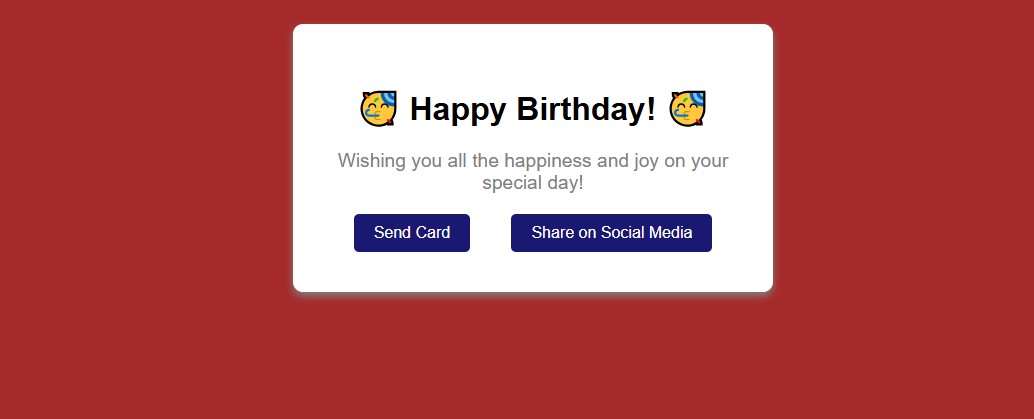 🥳 Happy Birthday! 🥳
Wishing you all the happiness and joy on your
special day!
Send Card
Share on Social Media